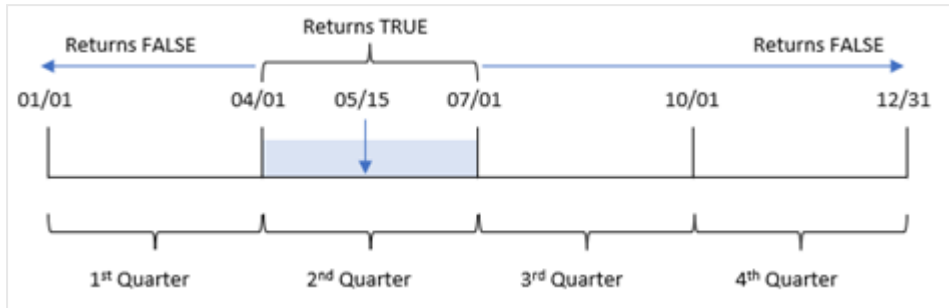 Returns TRUE
Returns FALSE
Returns FALSE
01/01
04/01
05/15
07/01
10/01
12/31
1st Quarter
2nd Quarter
3rd Quarter
4th Quarter